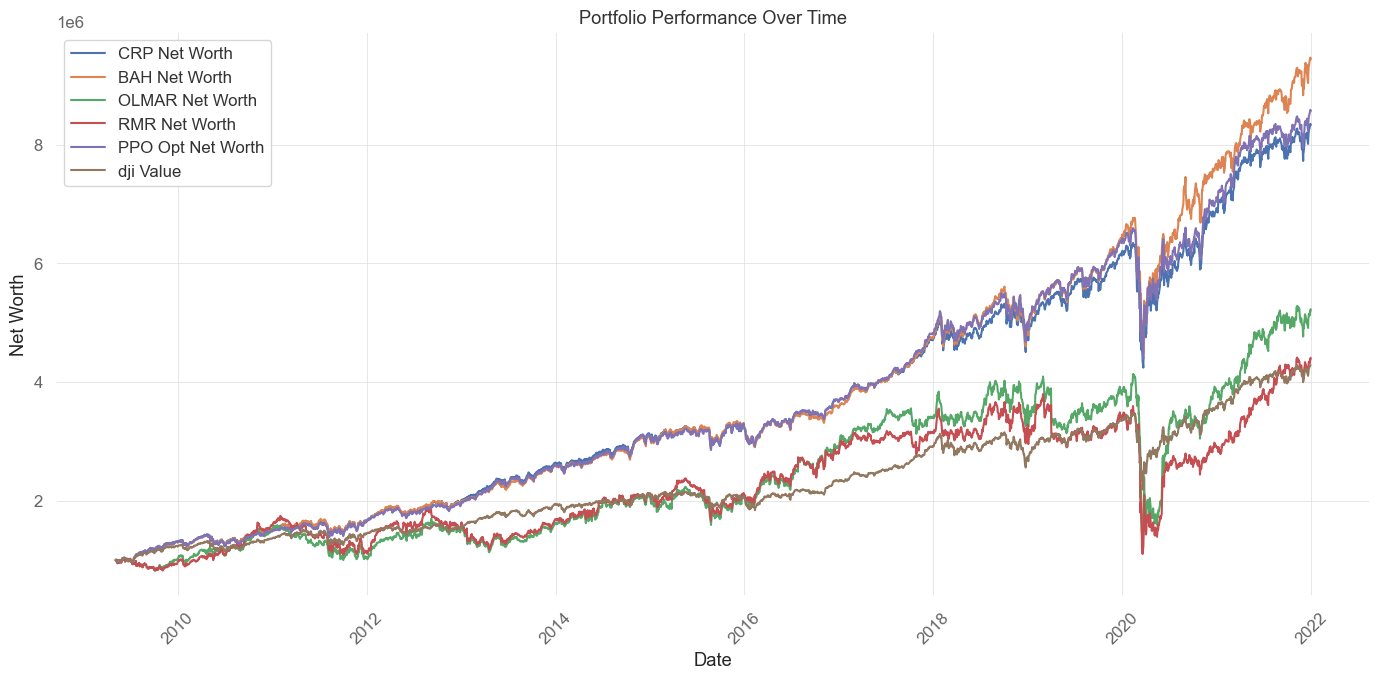 Portfolio Performance Over Time
1e6
CRP Net Worth
BAH Net Worth
OLMAR Net Worth
RMR Net Worth
PPO Opt Net Worth
dji Value
Net Worth
8
6
4
2
2010
2012
2014
2016
2018
2020
2022
Date